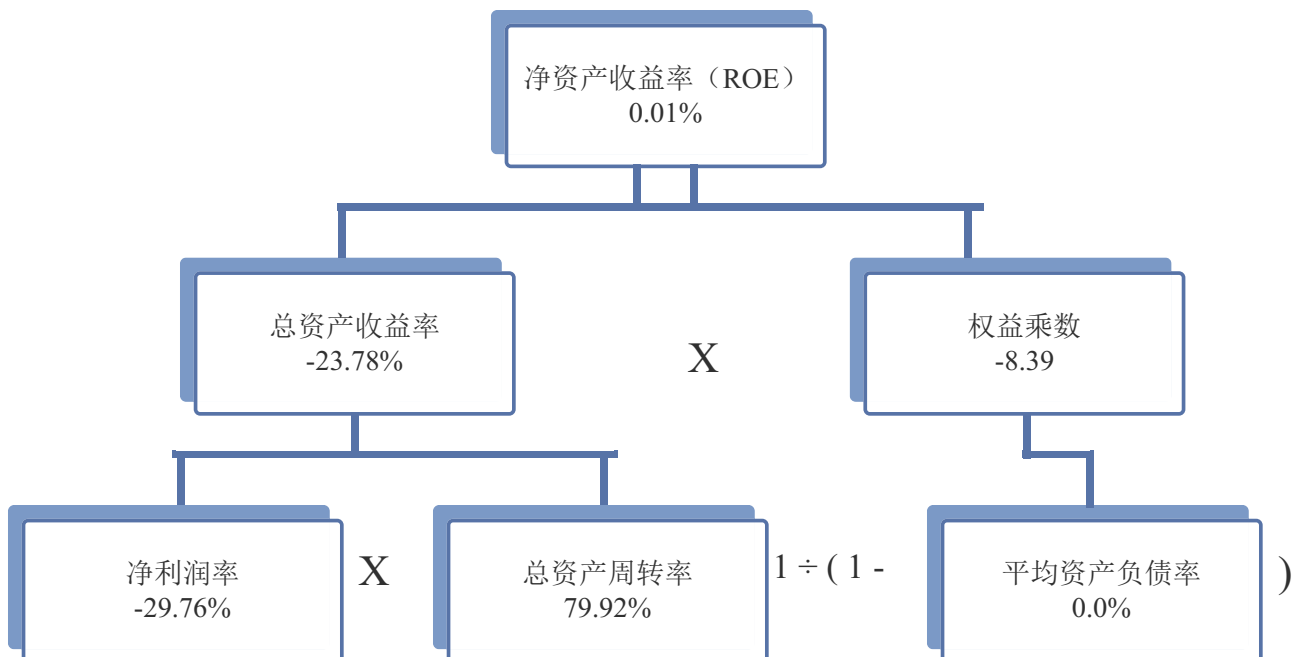 净资产收益率（ROE）
0.01%
总资产收益率
-23.78%
X
权益乘数
-8.39
净利润率
-29.76%
X
总资产周转率
79.92%
1 ÷ ( 1 -
平均资产负债率
0.0%
)